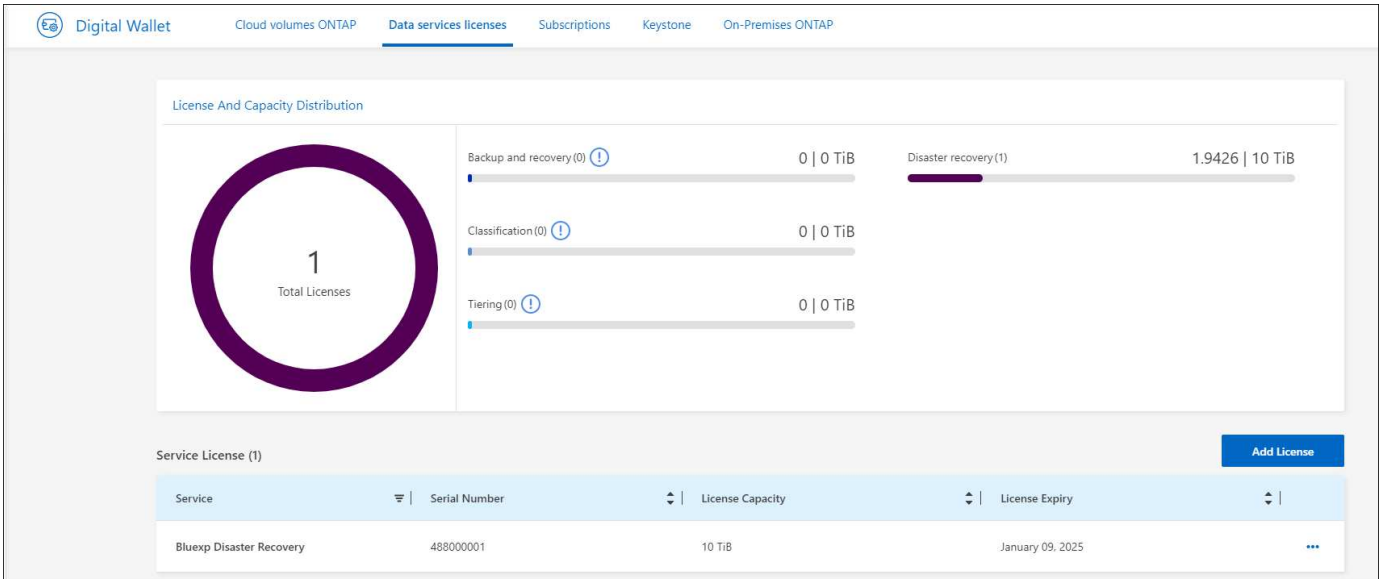 Digital Wallet Cloud volumes ONTAP Data services licenses Subscriptions Keystone On-Premises ONTAP
License And Capacity Distribution
Backup and recovery (0) 0 | 0 TiB Disaster recovery (1) 1.9426 | 10 TiB
Classification (0) 0 | 0 TiB
1
Total Licenses
Tiering (0) 0 | 0 TiB
Service License (1) Add License
Service Serial Number License Capacity License Expiry
Bluexp Disaster Recovery 488000001 10 TiB January 09, 2025